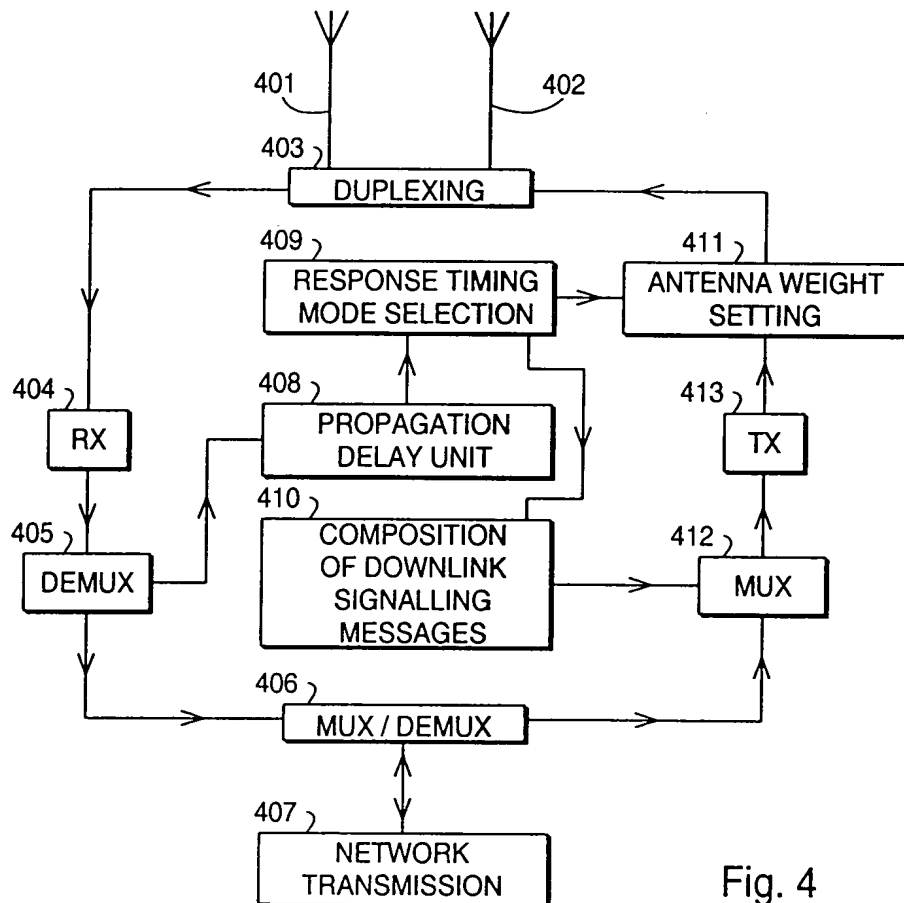 401
402
403
DUPLEXING
409
RESPONSE TIMING
MODE SELECTION
411
ANTENNA WEIGHT
SETTING
404
RX
408
PROPAGATION
DELAY UNIT
413
TX
405
DEMUX
410
COMPOSITION
OF DOWNLINK
SIGNALLING
MESSAGES
412
MUX
406
MUX / DEMUX
407
NETWORK
TRANSMISSION
Fig. 4